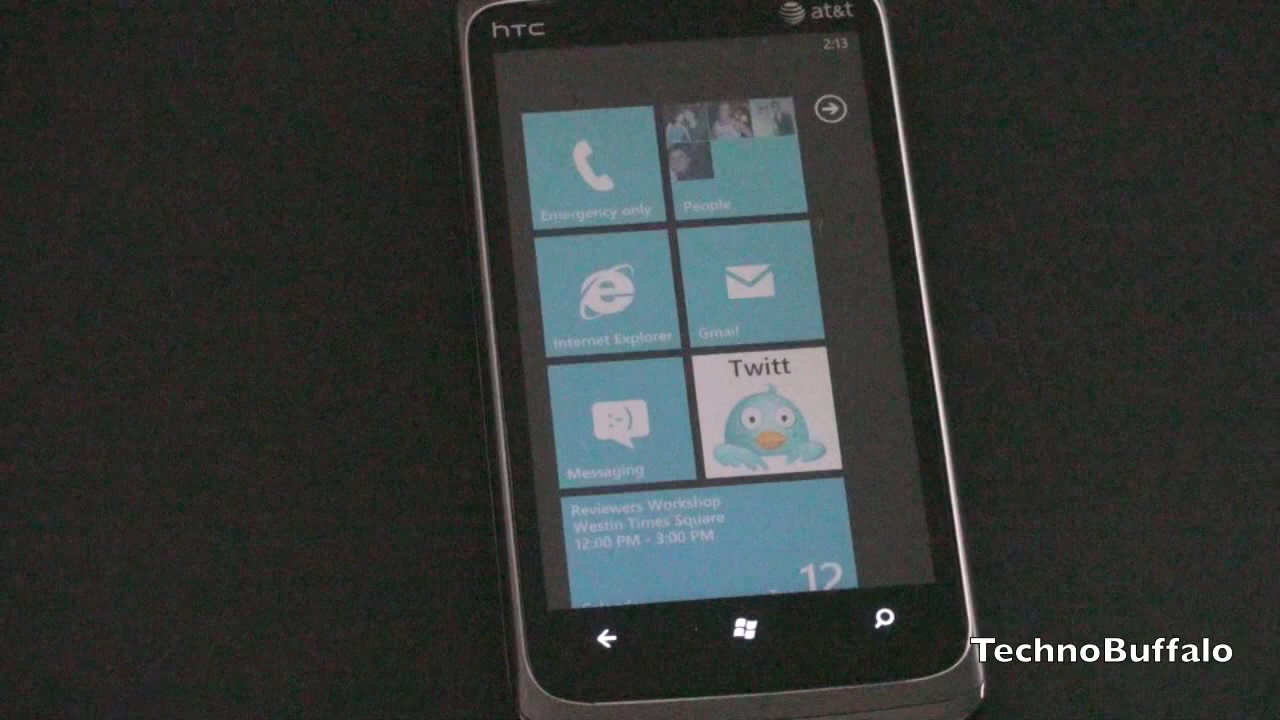 HTC
at&t
2:13
Emergency only
People
Internet Explorer
Gmail
Twitt
:-)
Messaging
Reviewers Workshop
Westin Times Square
12:00 PM - 3:00 PM
12
TechnoBuffalo